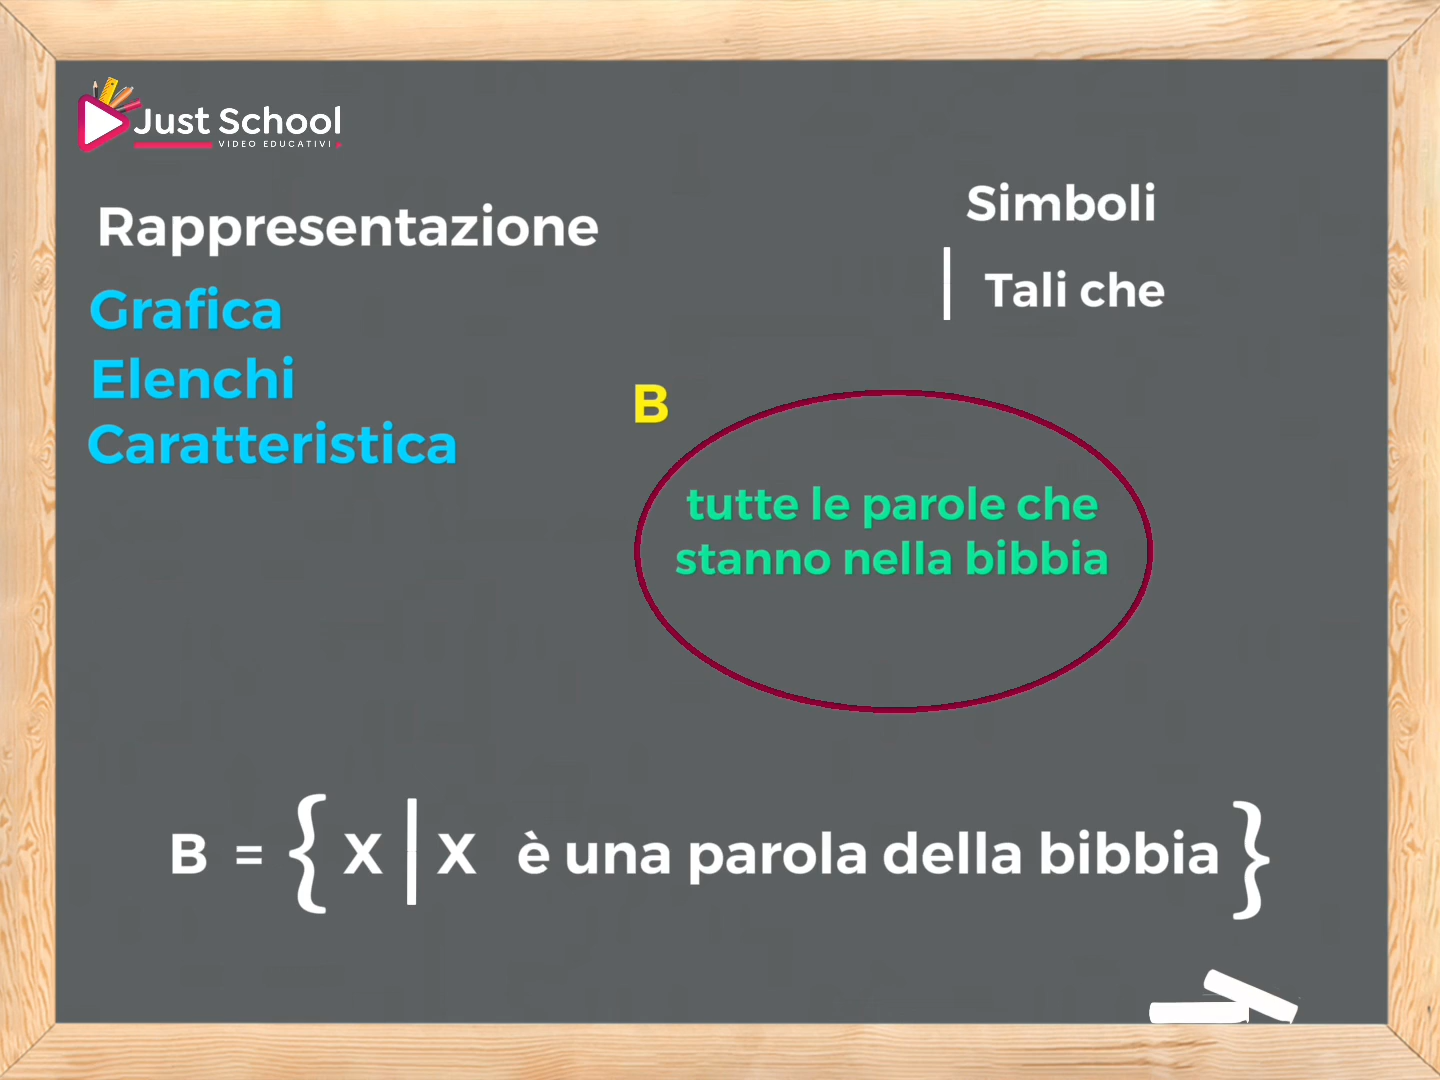 Just School
VIDEO EDUCATIVI
Rappresentazione
Grafica
Elenchi
Caratteristica
Simboli
| Tali che
B
tutte le parole che
stanno nella bibbia
B = { X | X è una parola della bibbia }